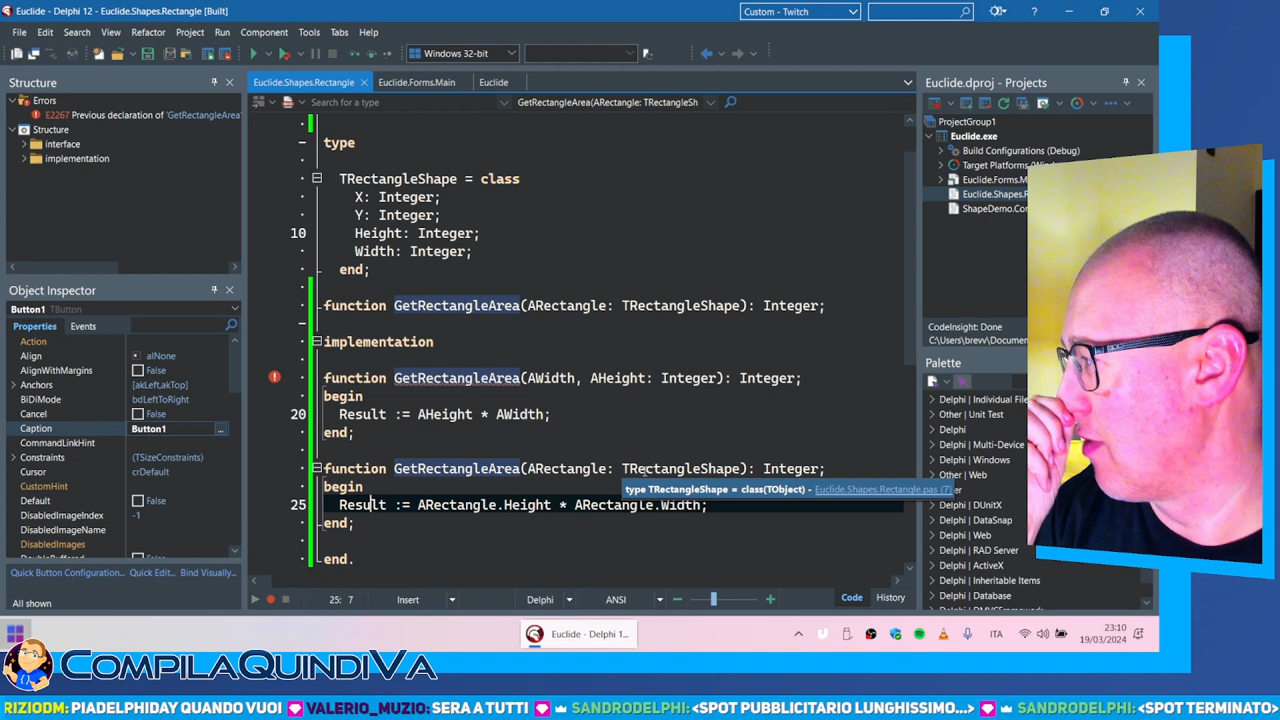 Euclide - Delphi 12 - Euclide.Shapes.Rectangle [Built]
Custom - Twitch
File Edit Search View Refactor Project Run Component Tools Tabs Help
Windows 32-bit
Structure
Errors
E2267 Previous declaration of 'GetRectangleArea'
Structure
interface
implementation
Object Inspector
Button1 TButton
Properties Events
Action
Align alNone
AlignWithMargins False
Anchors [akLeft,akTop]
BiDiMode bdLeftToRight
Cancel False
Caption Button1
CommandLinkHint
Constraints (TSizeConstraints)
Cursor crDefault
CustomHint
Default False
DefaultIndex -1
DisabledImages
False
Quick Button Configuration... Quick Edit... Bind Visually...
All shown
Euclide.Shapes.Rectangle Euclide.Forms.Main Euclide
Search for a type GetRectangleArea(ARectangle: TRectangleSh
type
TRectangleShape = class
X: Integer;
Y: Integer;
10 Height: Integer;
Width: Integer;
end;
function GetRectangleArea(ARectangle: TRectangleShape): Integer;
implementation
function GetRectangleArea(AWidth, AHeight: Integer): Integer;
begin
20 Result := AHeight * AWidth;
end;
function GetRectangleArea(ARectangle: TRectangleShape): Integer;
begin
type TRectangleShape = class(TObject) - Euclide.Shapes.Rectangle.pas (7)
25 Result := ARectangle.Height * ARectangle.Width;
end;
end.
25: 7 Insert Delphi ANSI Code History
Euclide.dproj - Projects
ProjectGroup1
Euclide.exe
Build Configurations (Debug)
Target Platforms (Win
Euclide.Forms.M
Euclide.Shapes.R
ShapeDemo.Con
CodeInsight: Done
C:\Users\brevv\
Palette
Delphi | Individual File
Other | Unit Test
Delphi
Delphi | Multi-Device
Delphi | Windows
Other | Web
Delphi | DataSnap
Delphi | RAD Server
Delphi | ActiveX
Delphi | Inheritable Items
Delphi | Database
Delphi | DMVCFramework
Euclide - Delphi 1...
ITA
23:10
19/03/2024
COMPILAQUINDIVA
RIZIODM: PIADELPHIDAY QUANDO VUOI VALERIO_MUZIO: SERA A TUTTI SANDRODELPHI: <SPOT PUBBLICITARIO LUNGHISSIMO...> SANDRODELPHI: <SPOT TERMINATO>